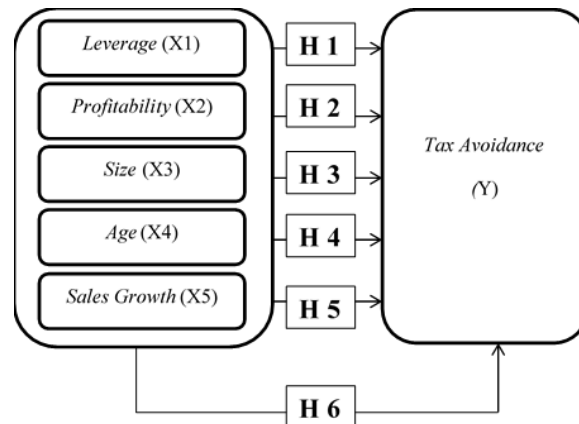 Leverage (X1)
H 1
Profitability (X2)
H 2
Size (X3)
H 3
Age (X4)
H 4
Sales Growth (X5)
H 5
Tax Avoidance
(Y)
H 6